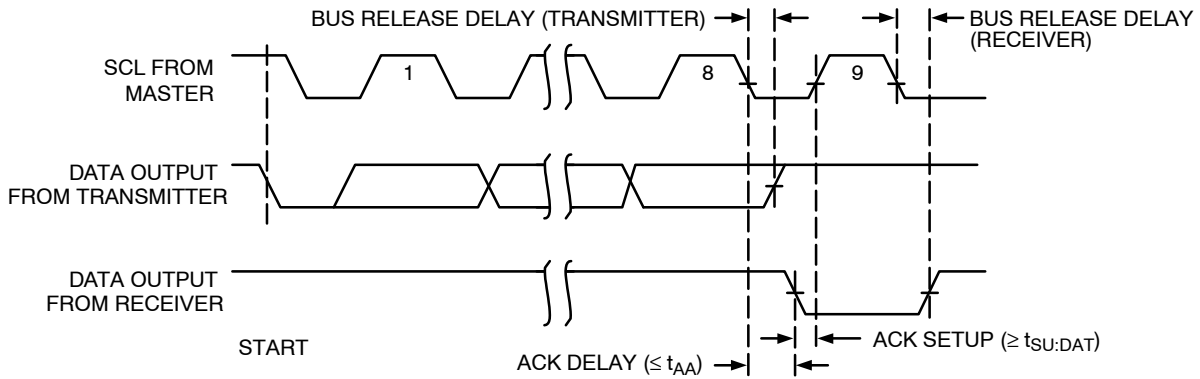 BUS RELEASE DELAY (TRANSMITTER)
BUS RELEASE DELAY
(RECEIVER)
SCL FROM
MASTER
1
8
9
DATA OUTPUT
FROM TRANSMITTER
DATA OUTPUT
FROM RECEIVER
START
ACK SETUP (≥ tSU:DAT)
ACK DELAY (≤ tAA)